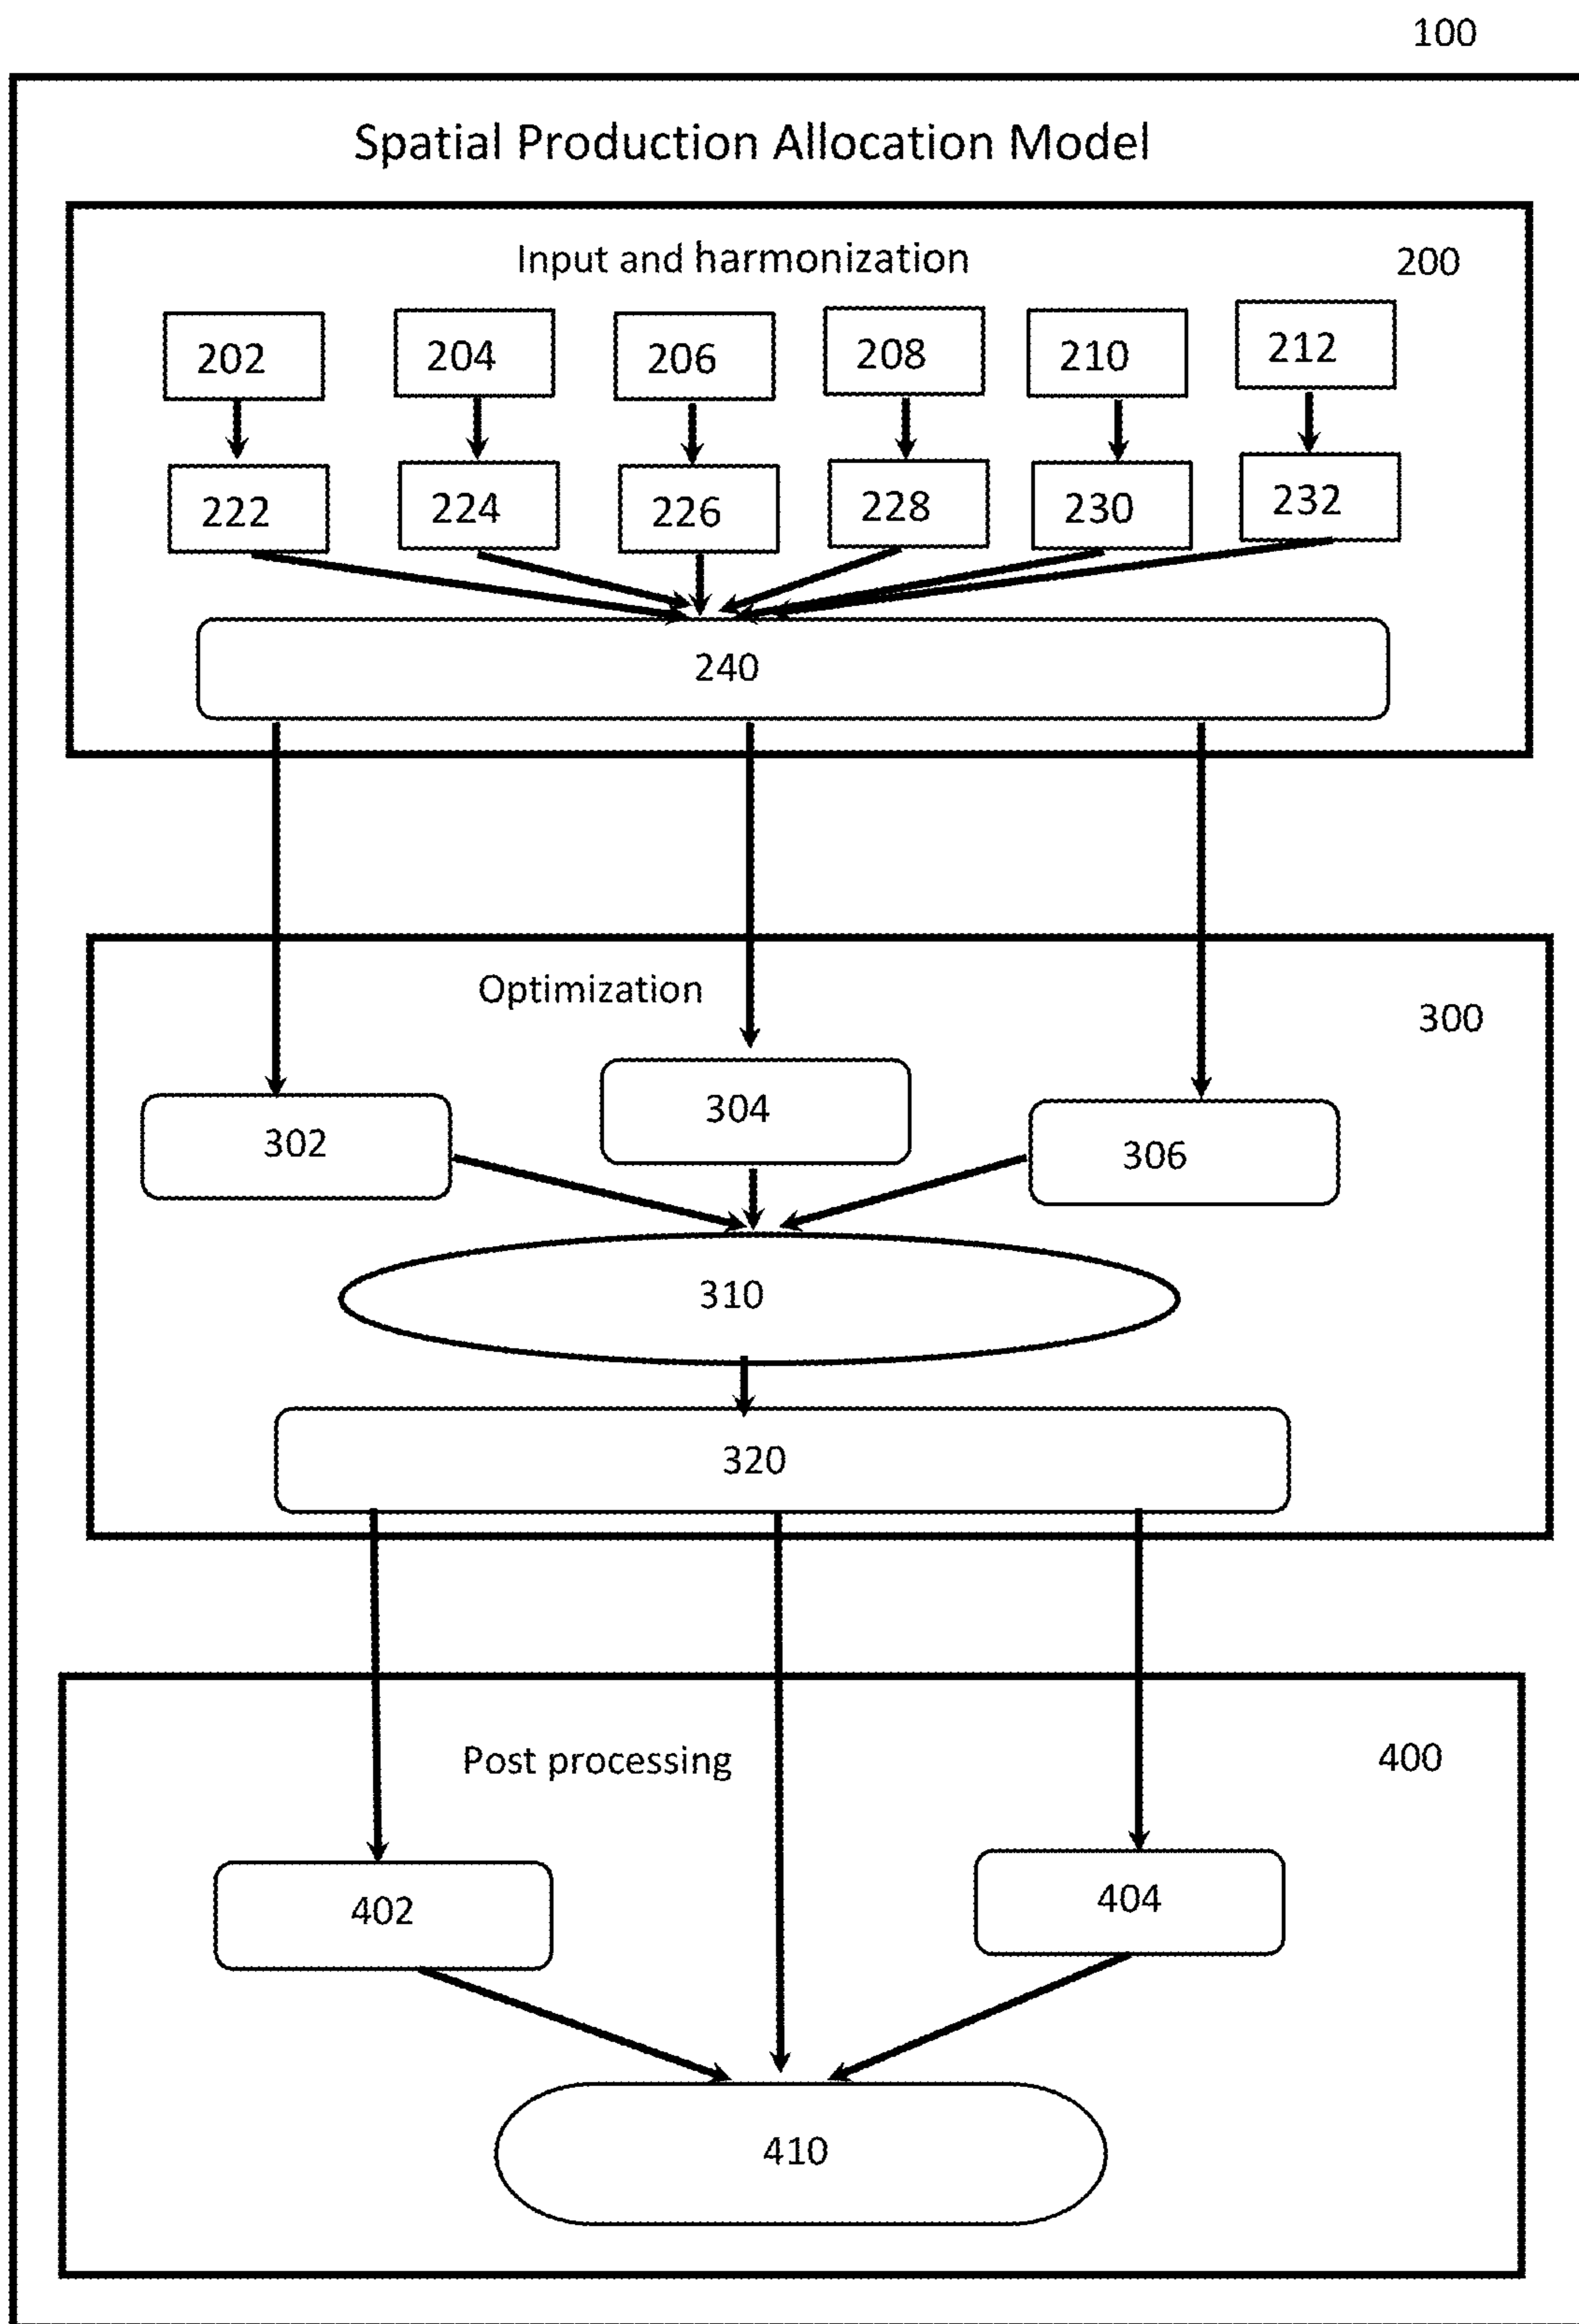 100
Spatial Production Allocation Model
Input and harmonization 200
202 204 206 208 210 212
222 224 226 228 230 232
240
Optimization 300
302 304 306
310
320
Post processing 400
402 404
410